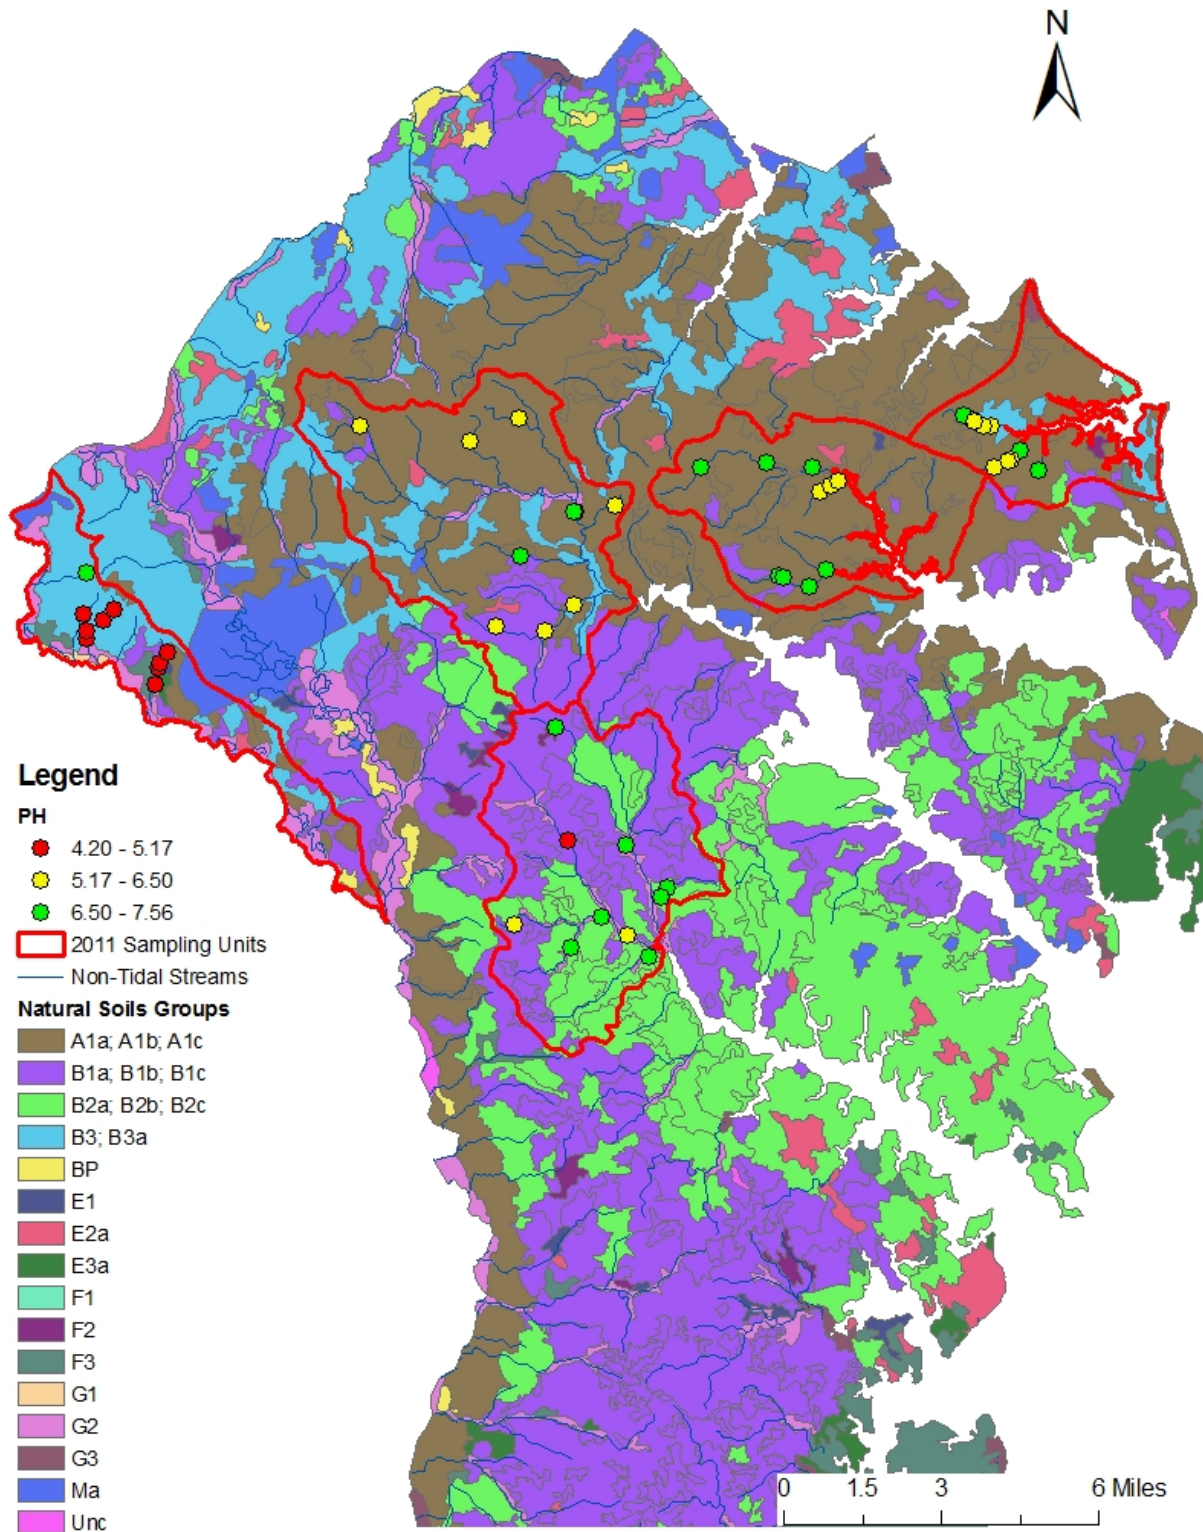 N
Legend
PH
4.20 - 5.17
5.17 - 6.50
6.50 - 7.56
2011 Sampling Units
Non-Tidal Streams
Natural Soils Groups
A1a; A1b; A1c
B1a; B1b; B1c
B2a; B2b; B2c
B3; B3a
BP
E1
E2a
E3a
F1
F2
F3
G1
G2
G3
Ma
Unc
0 1.5 3 6 Miles